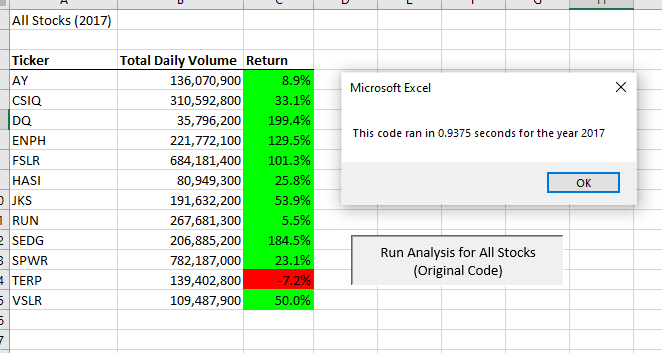 All Stocks (2017)
Ticker Total Daily Volume Return
AY 136,070,900 8.9%
CSIQ 310,592,800 33.1%
DQ 35,796,200 199.4%
ENPH 221,772,100 129.5%
FSLR 684,181,400 101.3%
HASI 80,949,300 25.8%
JKS 191,632,200 53.9%
RUN 267,681,300 5.5%
SEDG 206,885,200 184.5%
SPWR 782,187,000 23.1%
TERP 139,402,800 -7.2%
VSLR 109,487,900 50.0%
Microsoft Excel
This code ran in 0.9375 seconds for the year 2017
OK
Run Analysis for All Stocks
(Original Code)